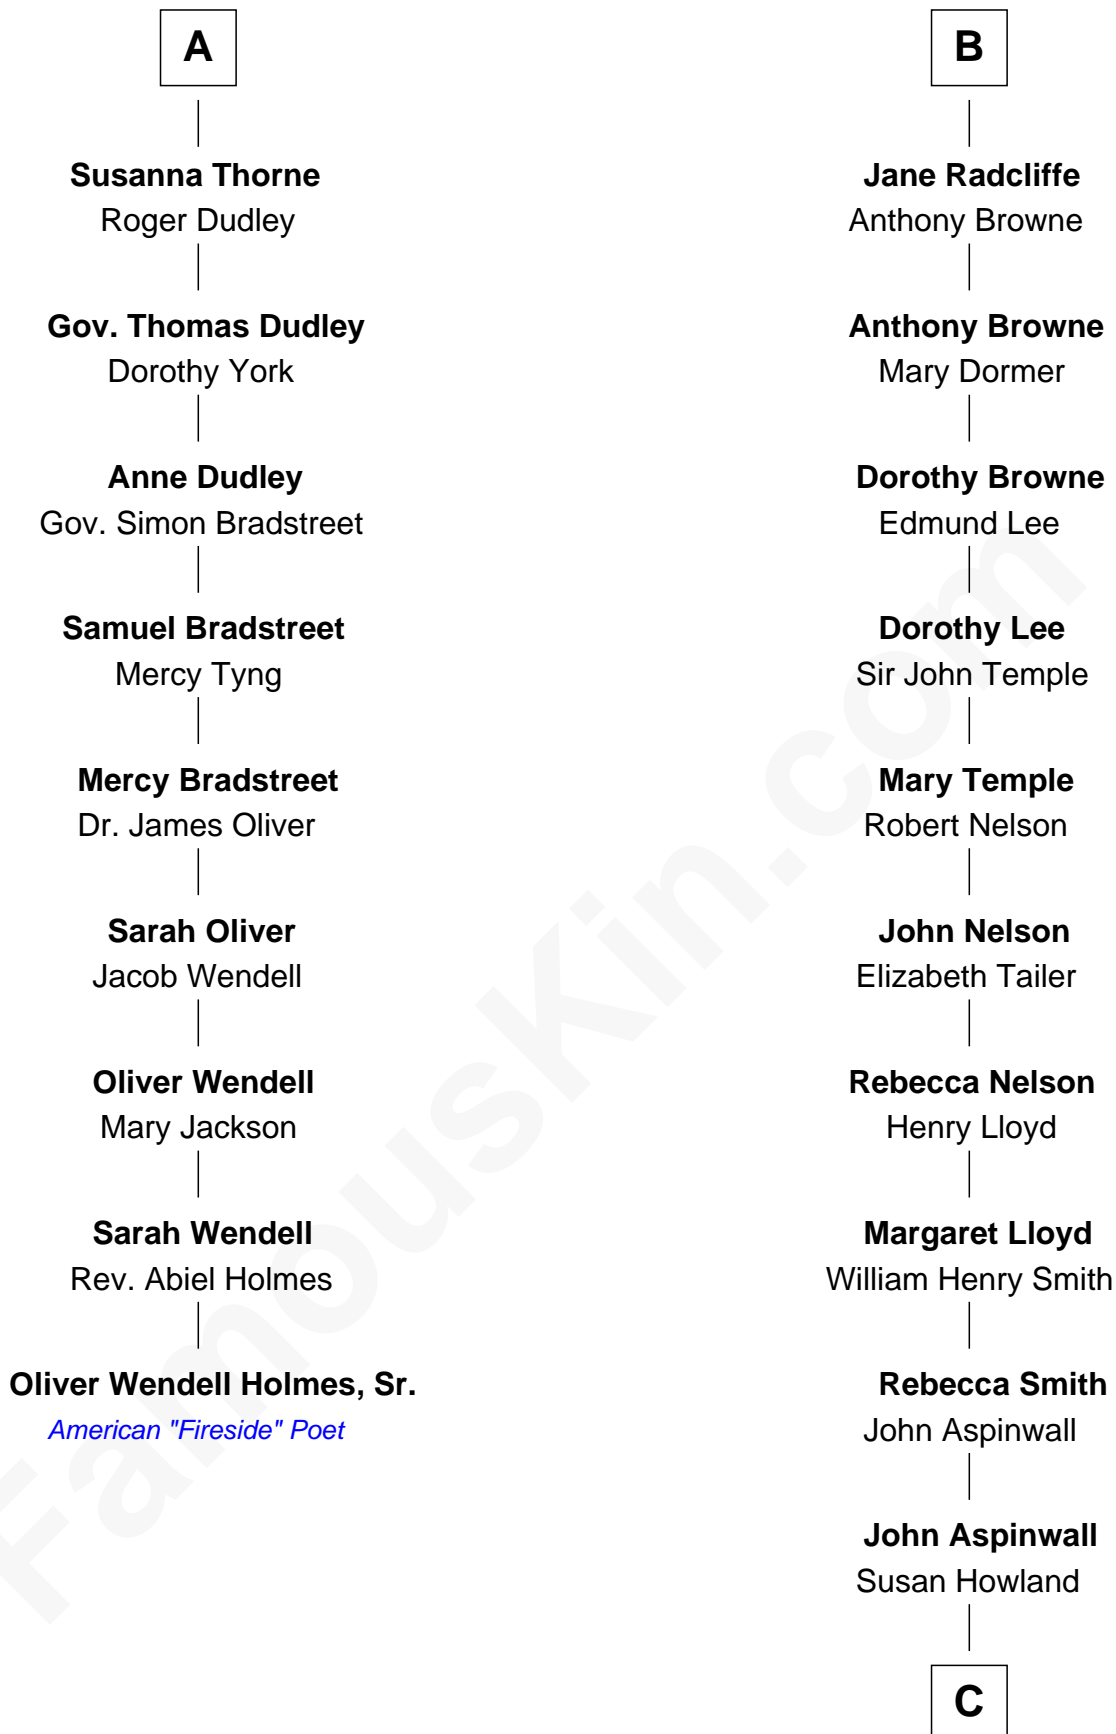 A
Susanna Thorne
Roger Dudley
Gov. Thomas Dudley
Dorothy York
Anne Dudley
Gov. Simon Bradstreet
Samuel Bradstreet
Mercy Tyng
Mercy Bradstreet
Dr. James Oliver
Sarah Oliver
Jacob Wendell
Oliver Wendell
Mary Jackson
Sarah Wendell
Rev. Abiel Holmes
Oliver Wendell Holmes, Sr.
American "Fireside" Poet
B
Jane Radcliffe
Anthony Browne
Anthony Browne
Mary Dormer
Dorothy Browne
Edmund Lee
Dorothy Lee
Sir John Temple
Mary Temple
Robert Nelson
John Nelson
Elizabeth Tailer
Rebecca Nelson
Henry Lloyd
Margaret Lloyd
William Henry Smith
Rebecca Smith
John Aspinwall
John Aspinwall
Susan Howland
C
FamousKin.com